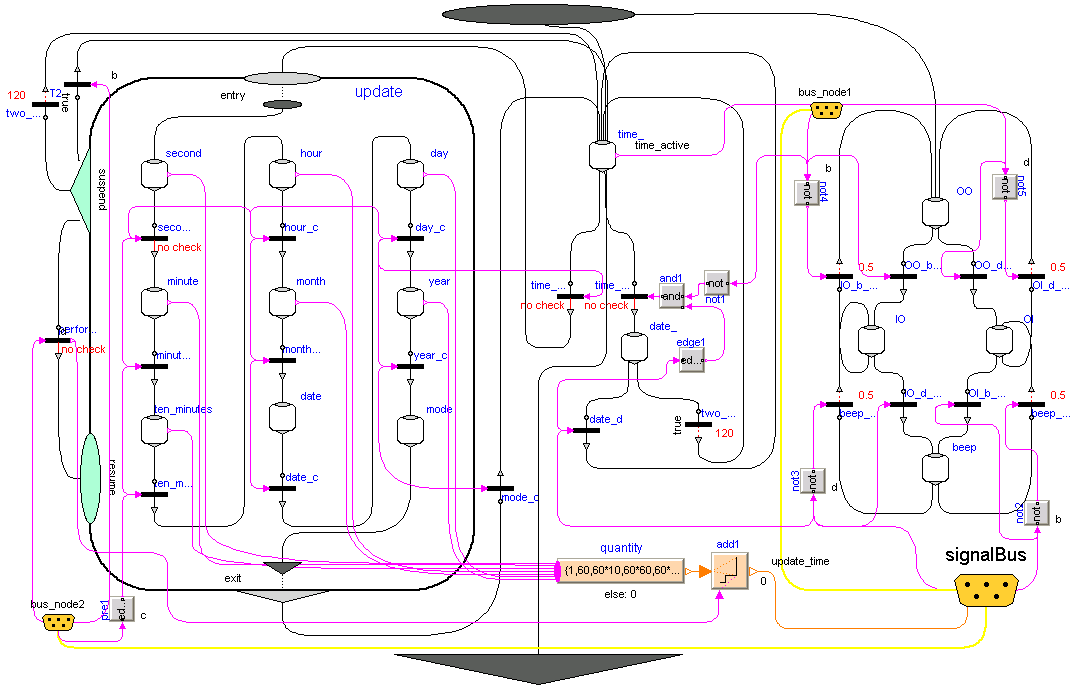 b
120
T2
true
two_...
entry
update
bus_node1
time_
time_active
second
hour
day
b
d
suspend
not
not4
not
not5
OO
seco...
no check
hour_c
day_c
0.5
IO_b_...
OO_b...
OO_d...
0.5
OI_d_...
minute
month
year
time_...
no check
time_...
no check
and1
and
not
not1
IO
OI
perfor...
no check
minut...
month...
year_c
date_
edge1
ed...
ten_minutes
date
mode
date_d
true
two_...
120
0.5
beep_...
IO_d_...
OI_b_...
0.5
beep_...
beep
resume
ten_m...
date_c
mode_c
not3
not
d
not2
not
b
quantity
{1,60,60*10,60*60,60*...
else: 0
add1
update_time
0
signalBus
exit
bus_node2
pre1
ed...
c